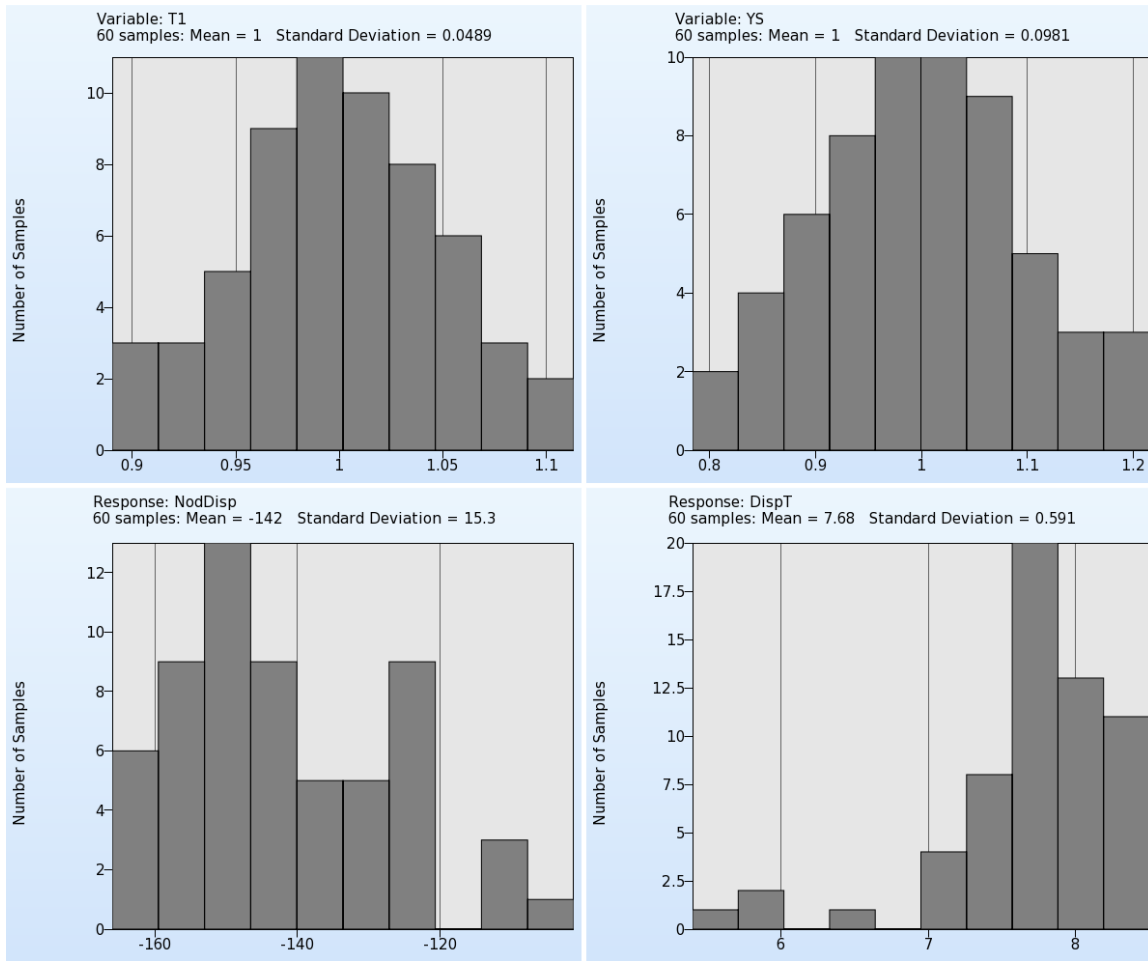 Variable: T1
60 samples: Mean = 1 Standard Deviation = 0.0489
Number of Samples
10
8
6
4
2
0
0.9 0.95 1 1.05 1.1
Variable: YS
60 samples: Mean = 1 Standard Deviation = 0.0981
Number of Samples
10
8
6
4
2
0
0.8 0.9 1 1.1 1.2
Response: NodDisp
60 samples: Mean = -142 Standard Deviation = 15.3
Number of Samples
12
10
8
6
4
2
0
-160 -140 -120
Response: DispT
60 samples: Mean = 7.68 Standard Deviation = 0.591
Number of Samples
20
17.5
15
12.5
10
7.5
5
2.5
0
6 7 8